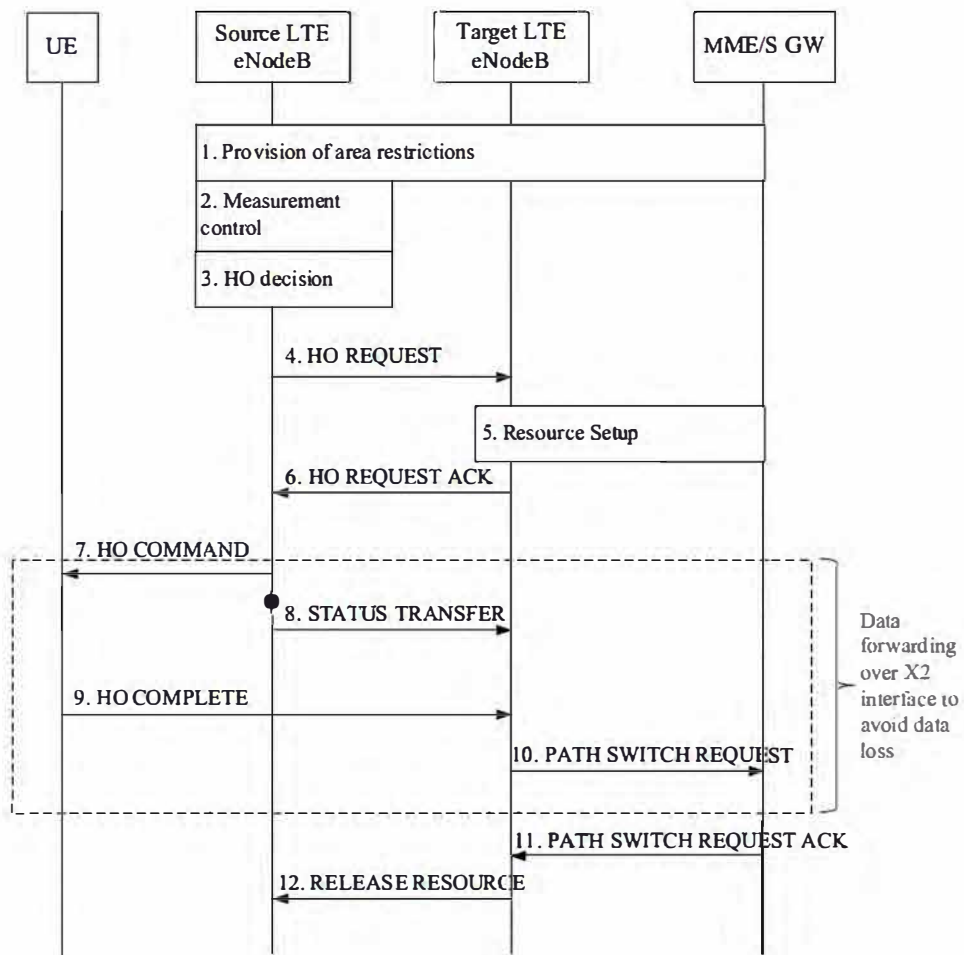 UE
Source LTE
eNodeB
Target LTE
eNodeB
MME/S GW
1. Provision of area restrictions
2. Measurement
control
3. HO decision
4. HO REQUEST
5. Resource Setup
6. HO REQUEST ACK
7. HO COMMAND
8. STATUS TRANSFER
Data
forwarding
over X2
interface to
avoid data
loss
9. HO COMPLETE
10. PATH SWITCH REQUEST
11. PATH SWITCH REQUEST ACK
12. RELEASE RESOURCE